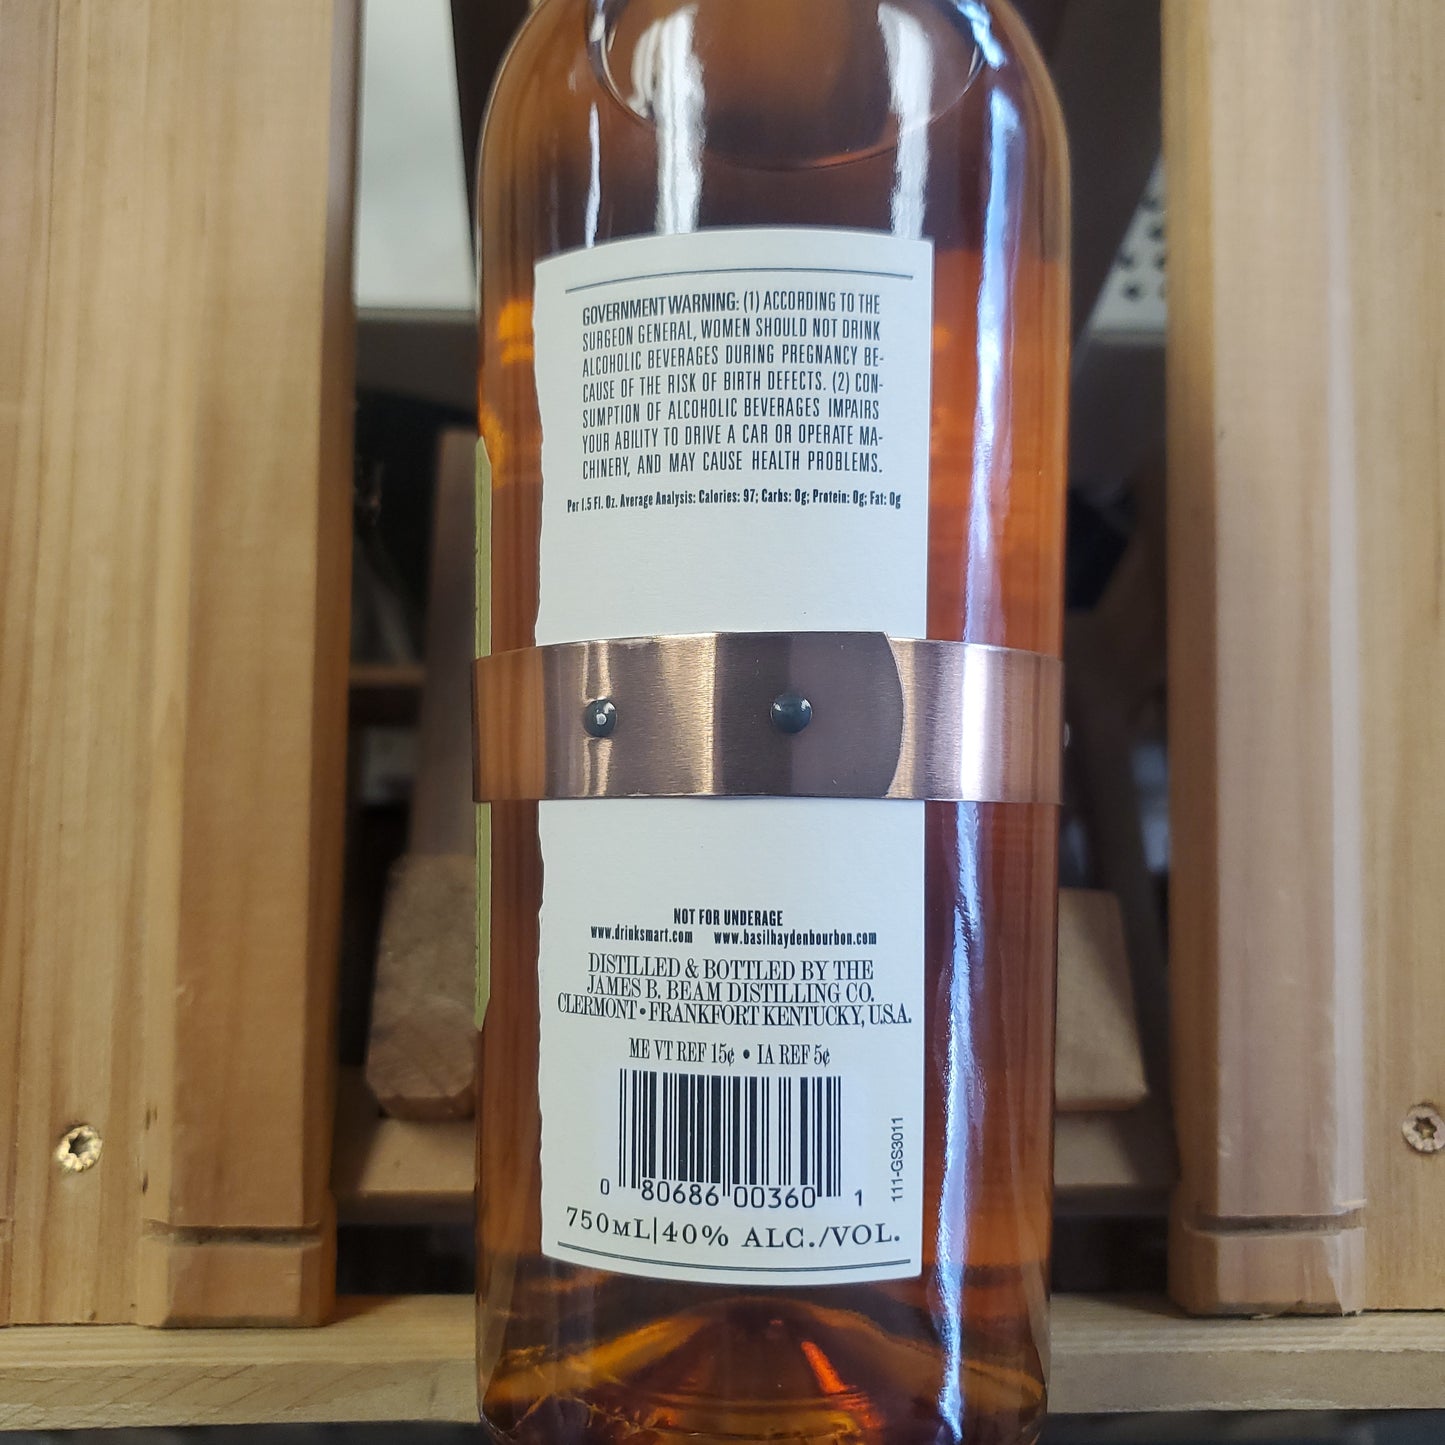 GOVERNMENT WARNING: (1) ACCORDING TO THE
SURGEON GENERAL, WOMEN SHOULD NOT DRINK
ALCOHOLIC BEVERAGES DURING PREGNANCY BE-
CAUSE OF THE RISK OF BIRTH DEFECTS. (2) CON-
SUMPTION OF ALCOHOLIC BEVERAGES IMPAIRS
YOUR ABILITY TO DRIVE A CAR OR OPERATE MA-
CHINERY, AND MAY CAUSE HEALTH PROBLEMS.
Per 1.5 Fl. Oz. Average Analysis: Calories: 97; Carbs: 0g; Protein: 0g; Fat: 0g
NOT FOR UNDERAGE
www.drinksmart.com www.basilhaydenbourbon.com
DISTILLED & BOTTLED BY THE
JAMES B. BEAM DISTILLING CO.
CLERMONT • FRANKFORT KENTUCKY, U.S.A.
ME VT REF 15¢ • IA REF 5¢
0 80686 00360 1
111-GS3011
750ML|40% ALC./VOL.